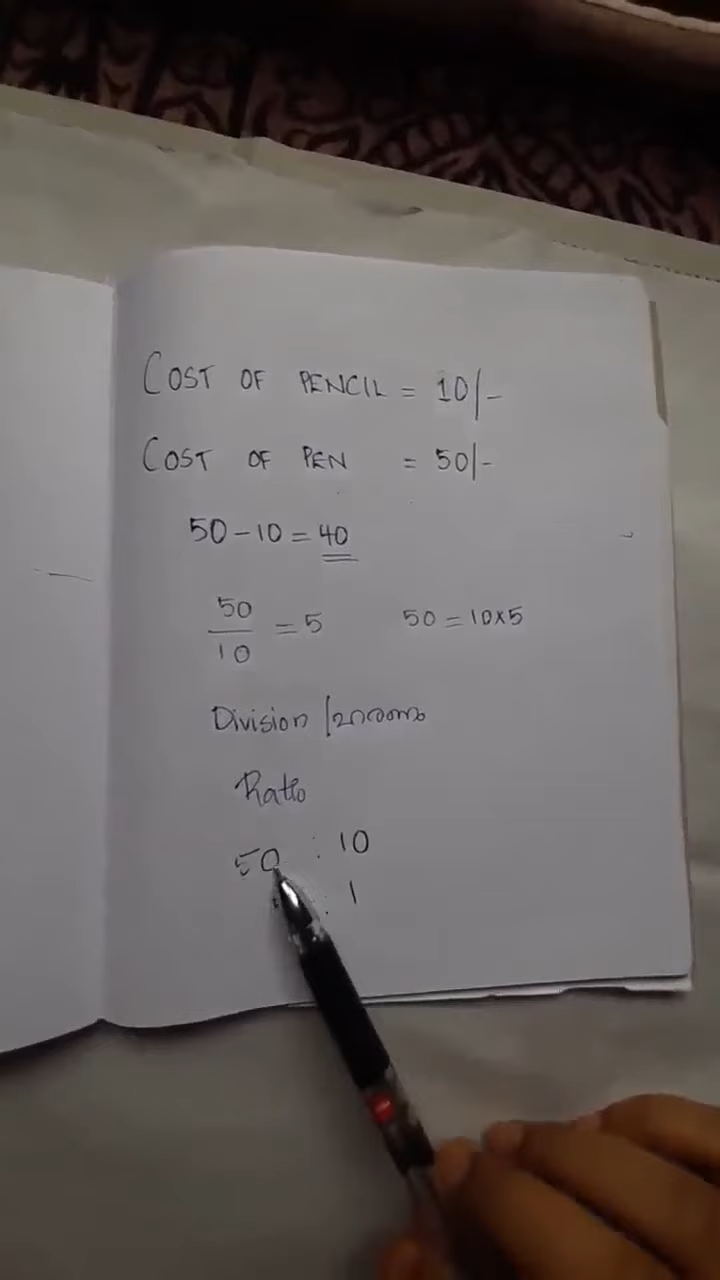 COST OF PENCIL = 10/-
COST OF PEN = 50/-
50 - 10 = 40
50/10 = 5 50 = 10x5
Division / ഹരണം
Ratio
50 : 10
: 1